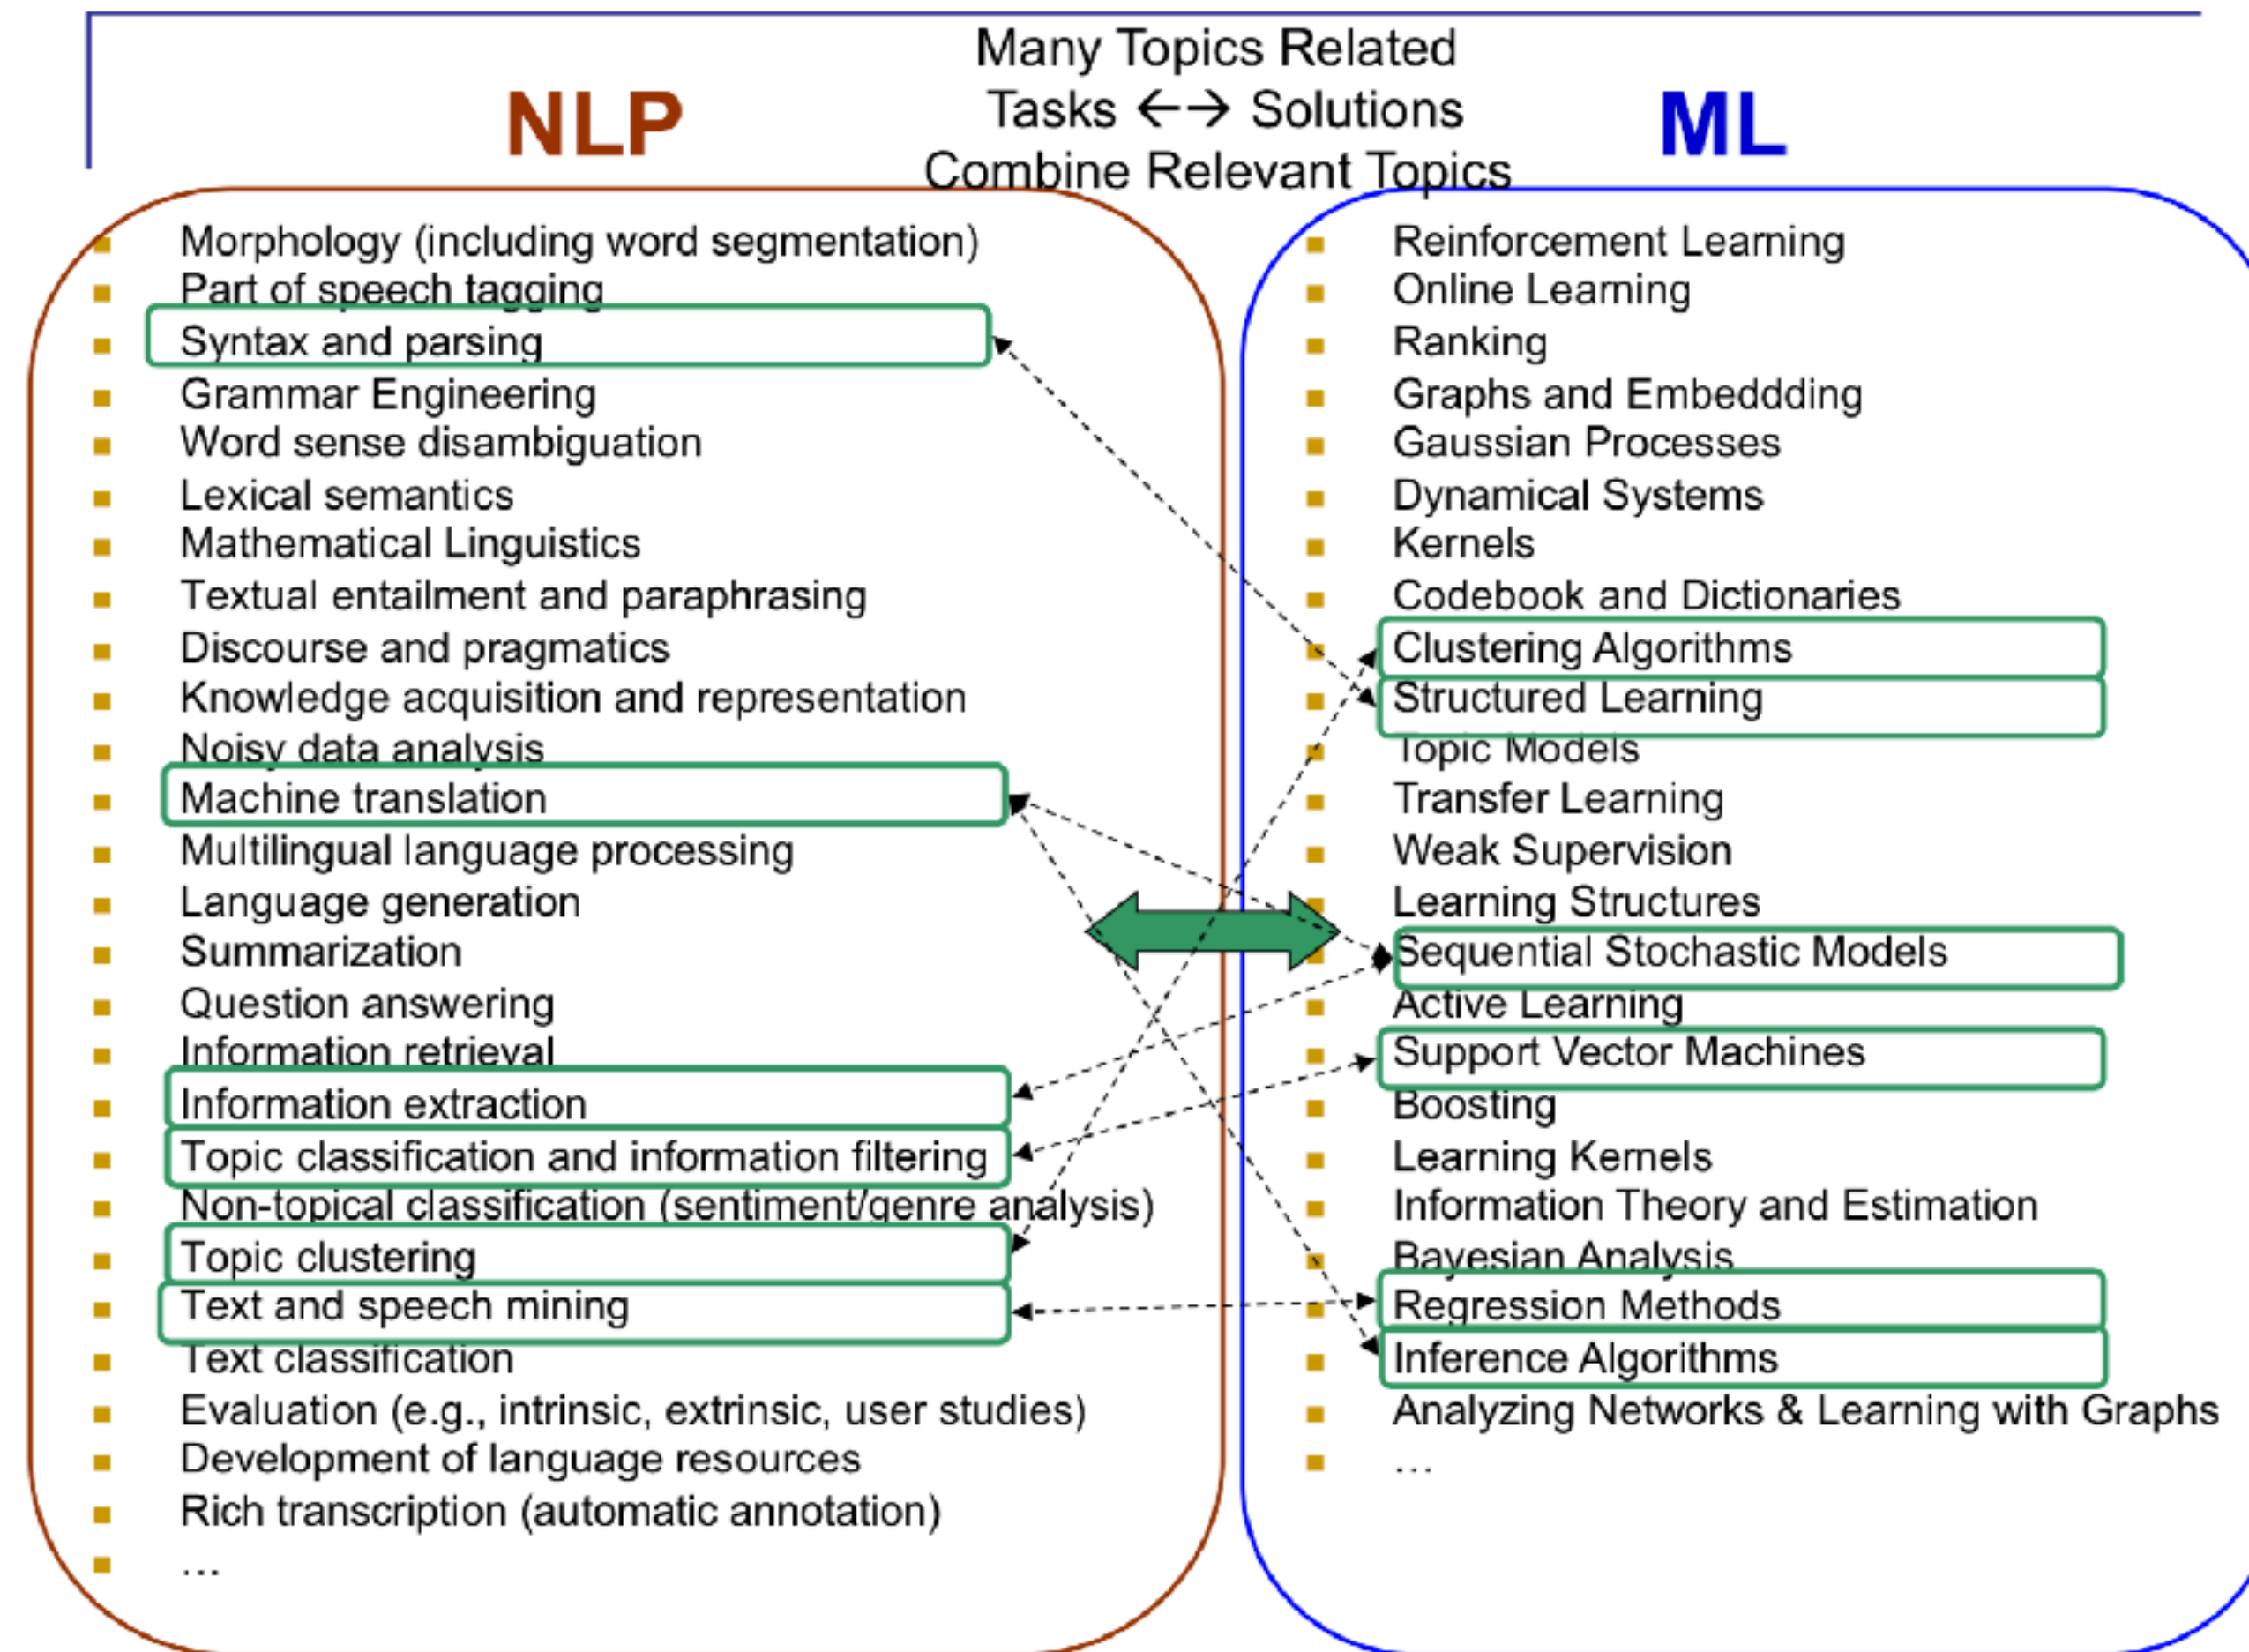 Many Topics Related
Tasks ←→ Solutions
Combine Relevant Topics
NLP
Morphology (including word segmentation)
Part of speech tagging
Syntax and parsing
Grammar Engineering
Word sense disambiguation
Lexical semantics
Mathematical Linguistics
Textual entailment and paraphrasing
Discourse and pragmatics
Knowledge acquisition and representation
Noisy data analysis
Machine translation
Multilingual language processing
Language generation
Summarization
Question answering
Information retrieval
Information extraction
Topic classification and information filtering
Non-topical classification (sentiment/genre analysis)
Topic clustering
Text and speech mining
Text classification
Evaluation (e.g., intrinsic, extrinsic, user studies)
Development of language resources
Rich transcription (automatic annotation)
...
ML
Reinforcement Learning
Online Learning
Ranking
Graphs and Embeddding
Gaussian Processes
Dynamical Systems
Kernels
Codebook and Dictionaries
Clustering Algorithms
Structured Learning
Topic Models
Transfer Learning
Weak Supervision
Learning Structures
Sequential Stochastic Models
Active Learning
Support Vector Machines
Boosting
Learning Kernels
Information Theory and Estimation
Bayesian Analysis
Regression Methods
Inference Algorithms
Analyzing Networks & Learning with Graphs
...